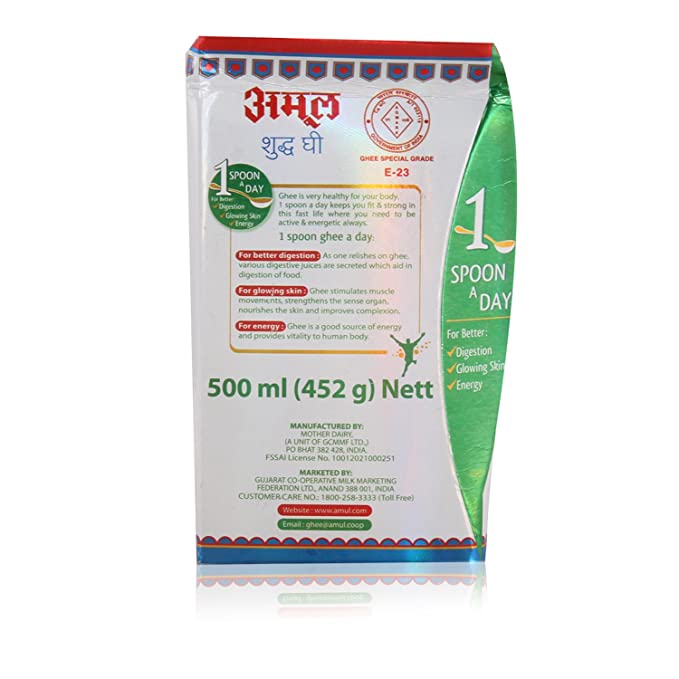 अमूल
शुद्ध घी
GOVERNMENT OF INDIA
GHEE SPECIAL GRADE
E-23
1
SPOON
A
DAY
For Better:
✓Digestion
✓Glowing Skin
✓Energy
Ghee is very healthy for your body.
1 spoon a day keeps you fit & strong in
this fast life where you need to be
active & energetic always.
1 spoon ghee a day:
For better digestion : As one relishes on ghee,
various digestive juices are secreted which aid in
digestion of food.
For glowing skin : Ghee stimulates muscle
movements, strengthens the sense organ,
nourishes the skin and improves complexion.
For energy : Ghee is a good source of energy
and provides vitality to human body.
500 ml (452 g) Nett
MANUFACTURED BY:
MOTHER DAIRY,
(A UNIT OF GCMMF LTD.,)
PO BHAT 382 428, INDIA.
FSSAI License No. 10012021000251
MARKETED BY:
GUJARAT CO-OPERATIVE MILK MARKETING
FEDERATION LTD., ANAND 388 001, INDIA
CUSTOMER CARE NO.: 1800-258-3333 (Toll Free)
Website : www.amul.com
Email : ghee@amul.coop
1
SPOON
A
DAY
For Better:
✓Digestion
✓Glowing Skin
✓Energy